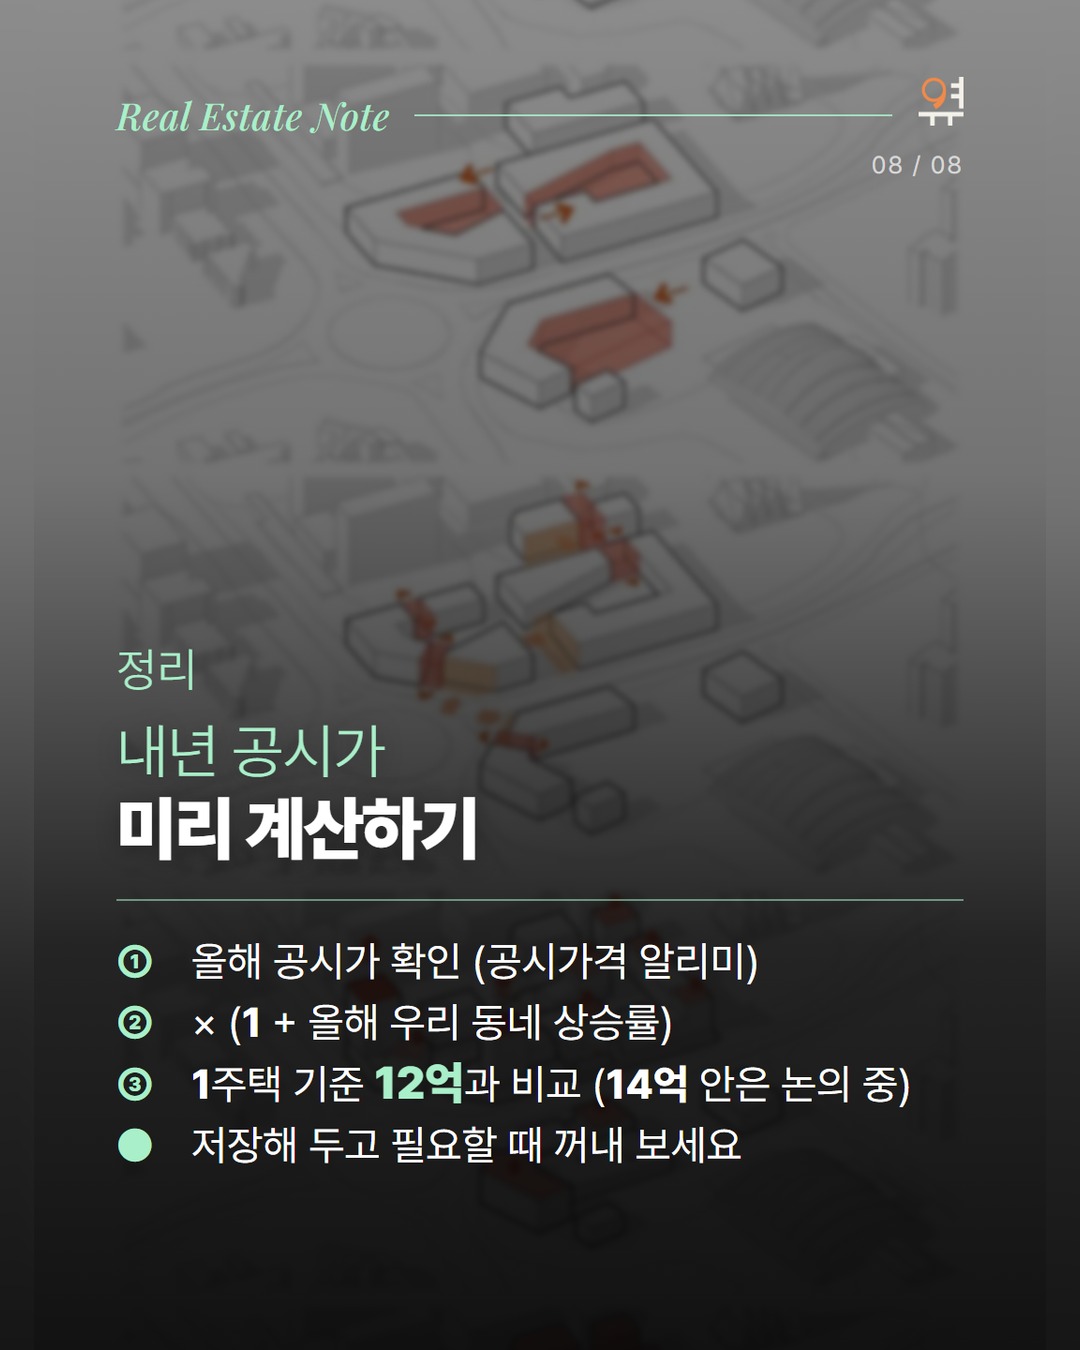 Real Estate Note
08 / 08
정리
내년 공시가
미리 계산하기
① 올해 공시가 확인 (공시가격 알리미)
② × (1 + 올해 우리 동네 상승률)
③ 1주택 기준 12억과 비교 (14억 안은 논의 중)
저장해 두고 필요할 때 꺼내 보세요